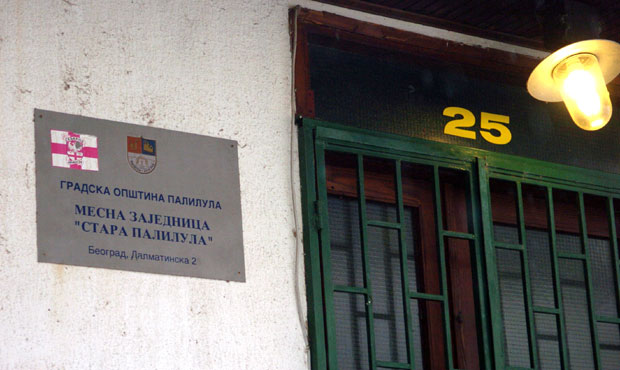 ГРАДСКА ОПШТИНА ПАЛИЛУЛА
МЕСНА ЗАЈЕДНИЦА
"СТАРА ПАЛИЛУЛА"
Београд, Далматинска 2
25